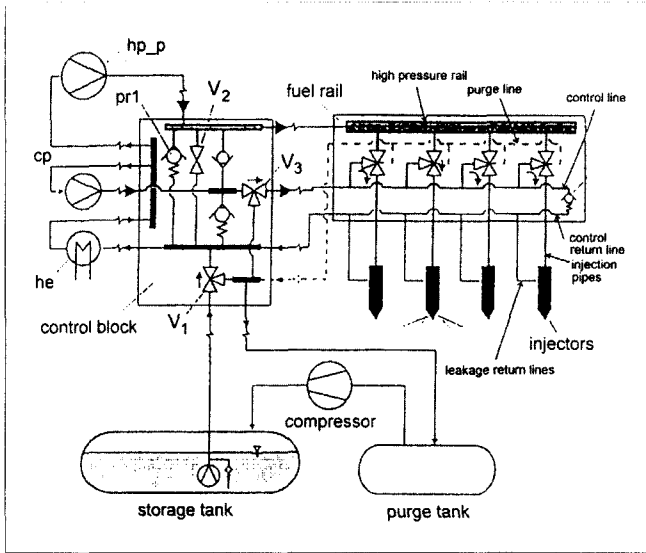 hp_p
pr1
V2
fuel rail
high pressure rail
purge line
control line
cp
V3
he
control
return line
injection
pipes
control block
V1
injectors
leakage return lines
compressor
storage tank
purge tank